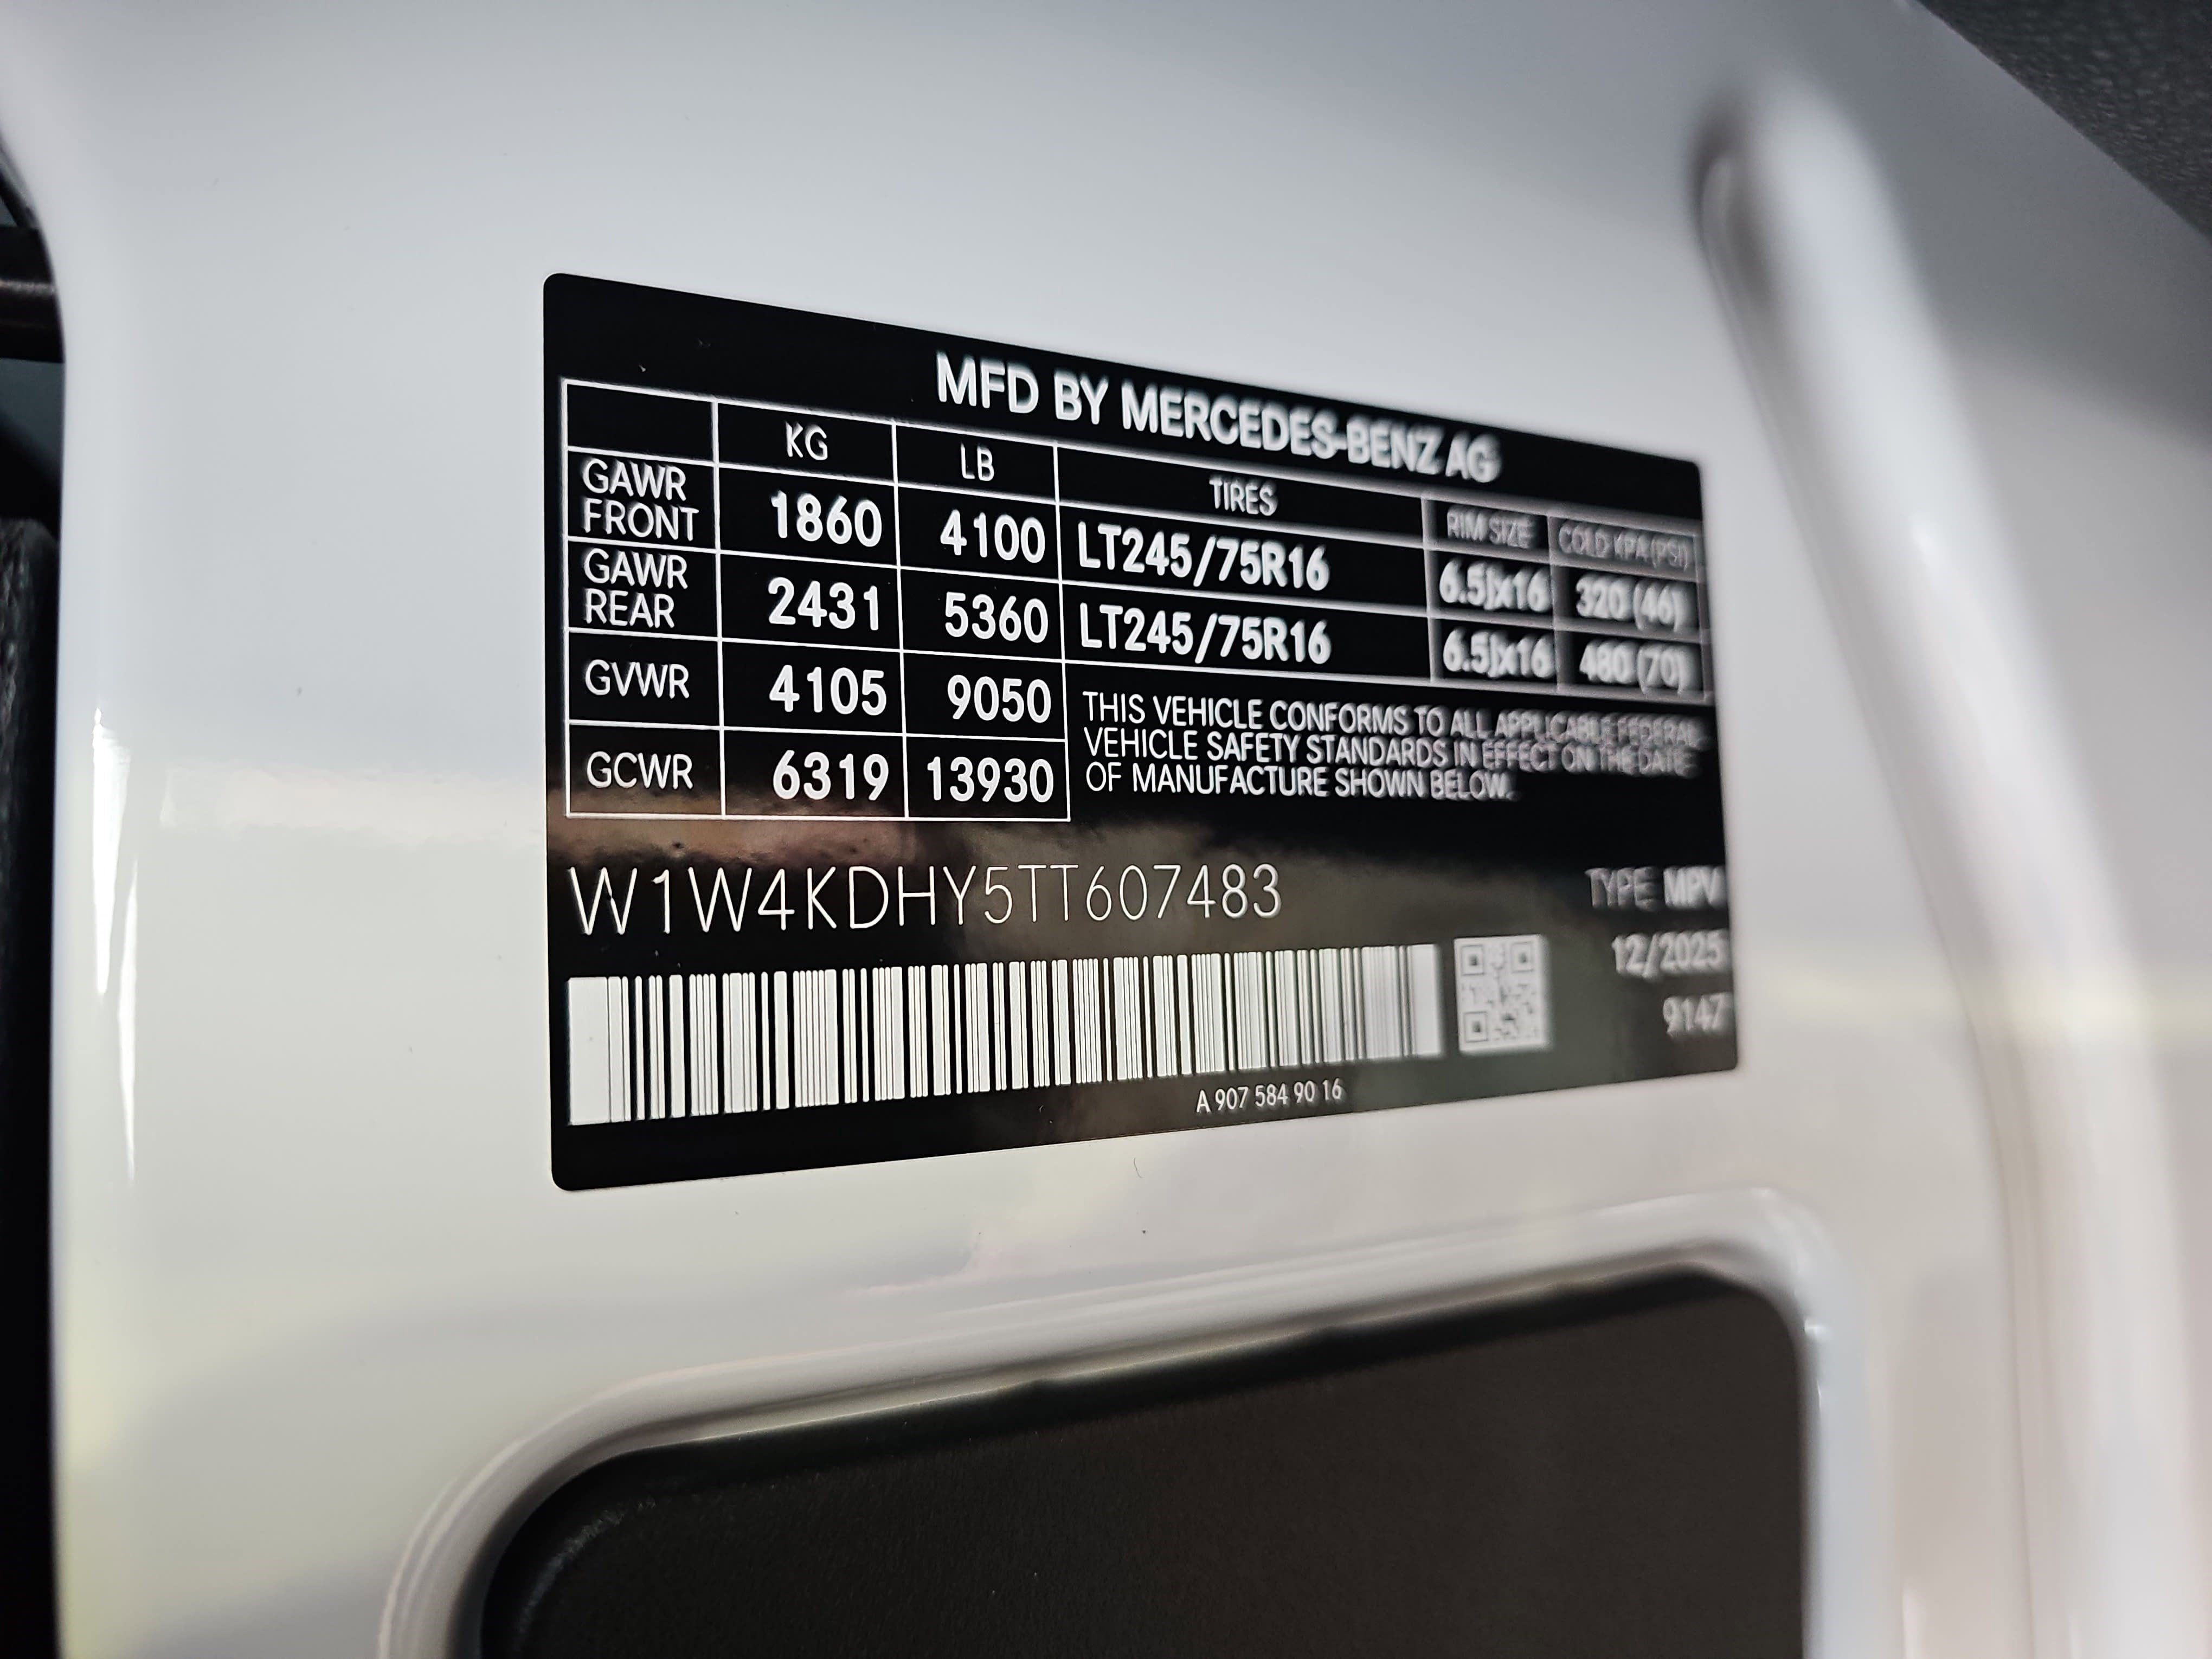 MFD BY MERCEDES-BENZ AG
KG LB TIRES RIM SIZE COLD KPA (PSI)
GAWR FRONT 1860 4100 LT245/75R16 6.5Jx16 320 (46)
GAWR REAR 2431 5360 LT245/75R16 6.5Jx16 480 (70)
GVWR 4105 9050
GCWR 6319 13930
THIS VEHICLE CONFORMS TO ALL APPLICABLE FEDERAL
VEHICLE SAFETY STANDARDS IN EFFECT ON THE DATE
OF MANUFACTURE SHOWN BELOW.
W1W4KDHY5TT607483
TYPE MPV
12/2025
9147
A 907 584 90 16